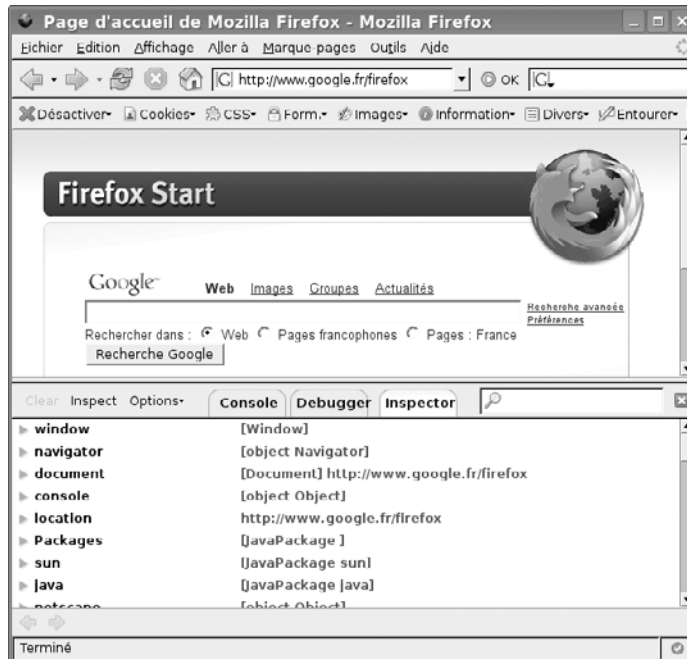 Page d'accueil de Mozilla Firefox - Mozilla Firefox
Fichier Edition Affichage Aller à Marque-pages Outils Aide
G http://www.google.fr/firefox OK G
Désactiver Cookies CSS Form. Images Information Divers Entourer
Firefox Start
Google Web Images Groupes Actualités
Recherche avancée
Préférences
Rechercher dans : Web Pages francophones Pages : France
Recherche Google
Clear Inspect Options Console Debugger Inspector
window [Window]
navigator [object Navigator]
document [Document] http://www.google.fr/firefox
console [object Object]
location http://www.google.fr/firefox
Packages [JavaPackage ]
sun [JavaPackage sun]
java [JavaPackage java]
netscape [object Object]
Terminé